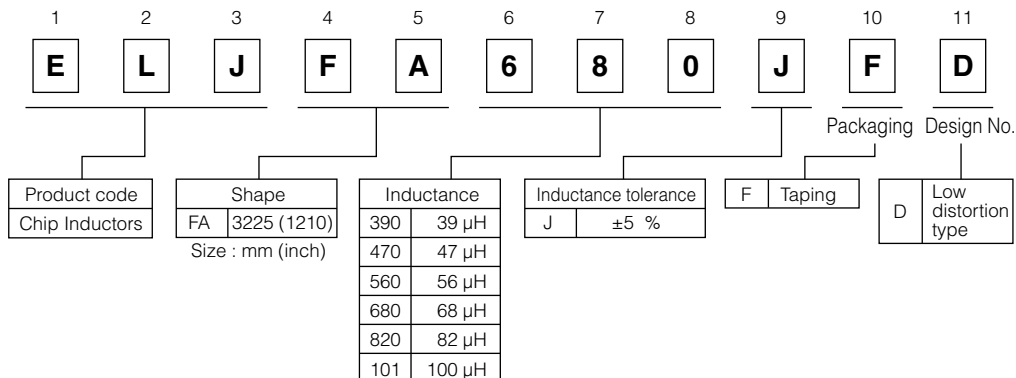 1 2 3 4 5 6 7 8 9 10 11
E L J F A 6 8 0 J F D
Packaging Design No.
Product code
Chip Inductors
Shape
FA 3225 (1210)
Size : mm (inch)
Inductance
390 39 µH
470 47 µH
560 56 µH
680 68 µH
820 82 µH
101 100 µH
Inductance tolerance
J ±5 %
F Taping
D Low
distortion
type